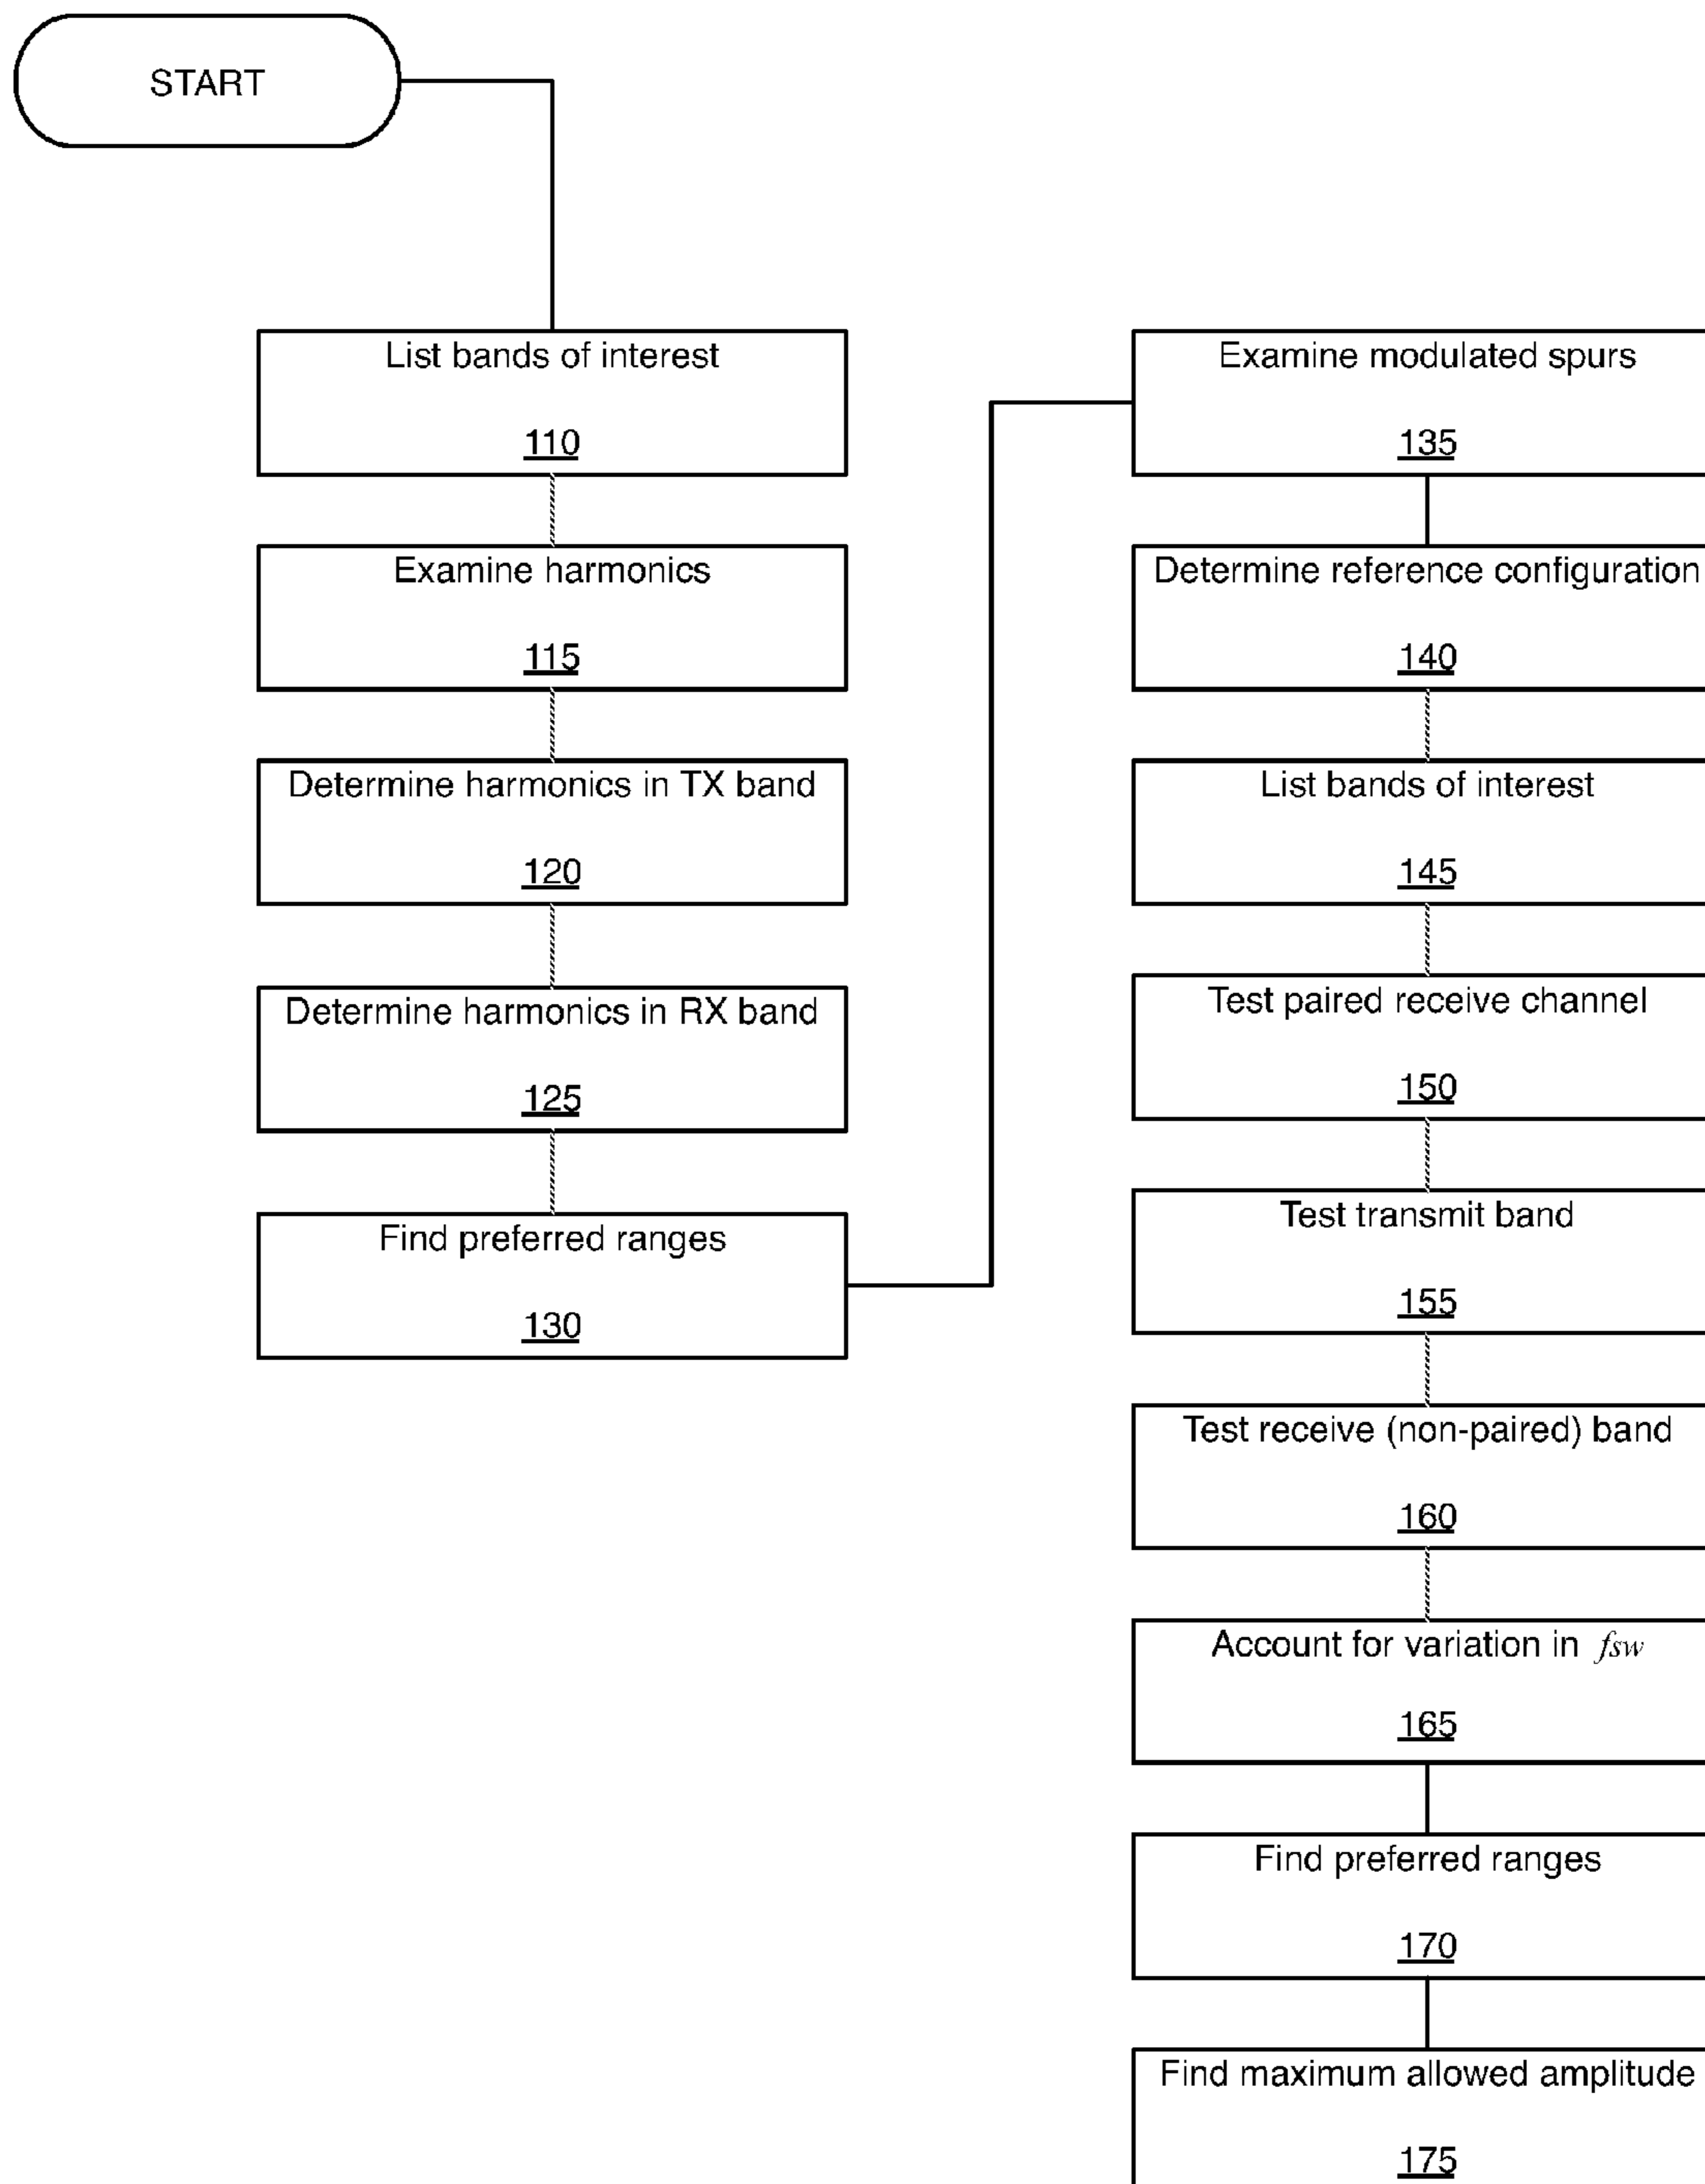 START
List bands of interest
110
Examine harmonics
115
Determine harmonics in TX band
120
Determine harmonics in RX band
125
Find preferred ranges
130
Examine modulated spurs
135
Determine reference configuration
140
List bands of interest
145
Test paired receive channel
150
Test transmit band
155
Test receive (non-paired) band
160
Account for variation in fsw
165
Find preferred ranges
170
Find maximum allowed amplitude
175